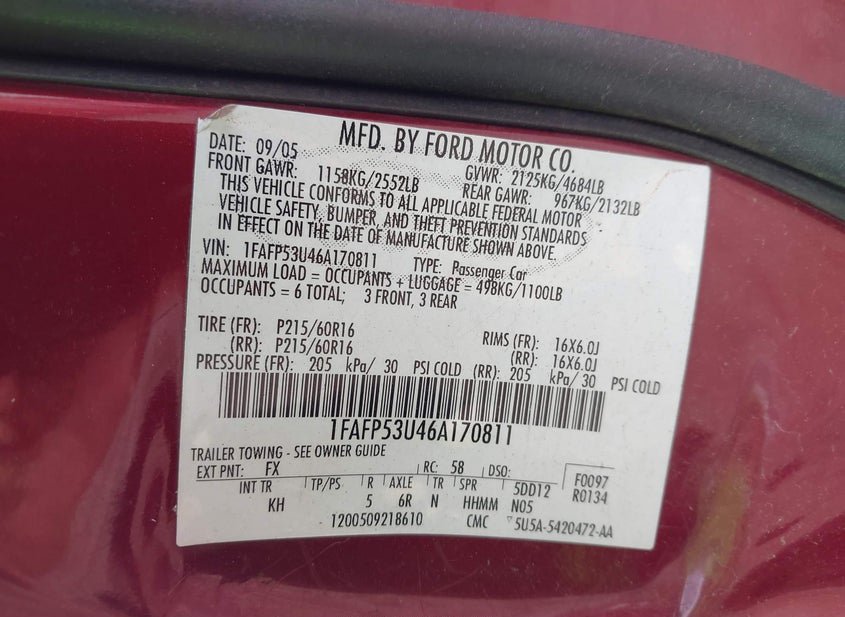 MFD. BY FORD MOTOR CO.
DATE: 09/05 GVWR: 2125KG/4684LB
FRONT GAWR: 1158KG/2552LB REAR GAWR: 967KG/2132LB
THIS VEHICLE CONFORMS TO ALL APPLICABLE FEDERAL MOTOR
VEHICLE SAFETY, BUMPER, AND THEFT PREVENTION STANDARDS
IN EFFECT ON THE DATE OF MANUFACTURE SHOWN ABOVE.
VIN: 1FAFP53U46A170811 TYPE: Passenger Car
MAXIMUM LOAD = OCCUPANTS + LUGGAGE = 498KG/1100LB
OCCUPANTS = 6 TOTAL; 3 FRONT, 3 REAR
TIRE (FR): P215/60R16 RIMS (FR): 16X6.0J
(RR): P215/60R16 (RR): 16X6.0J
PRESSURE (FR): 205 kPa/ 30 PSI COLD (RR): 205 kPa/ 30 PSI COLD
1FAFP53U46A170811
TRAILER TOWING - SEE OWNER GUIDE
EXT PNT: FX RC: 58 DSO: F0097
INT TR TP/PS R AXLE TR SPR 5DD12 R0134
KH 5 6R N HHMM N05
1200509218610 CMC 5U5A-5420472-AA